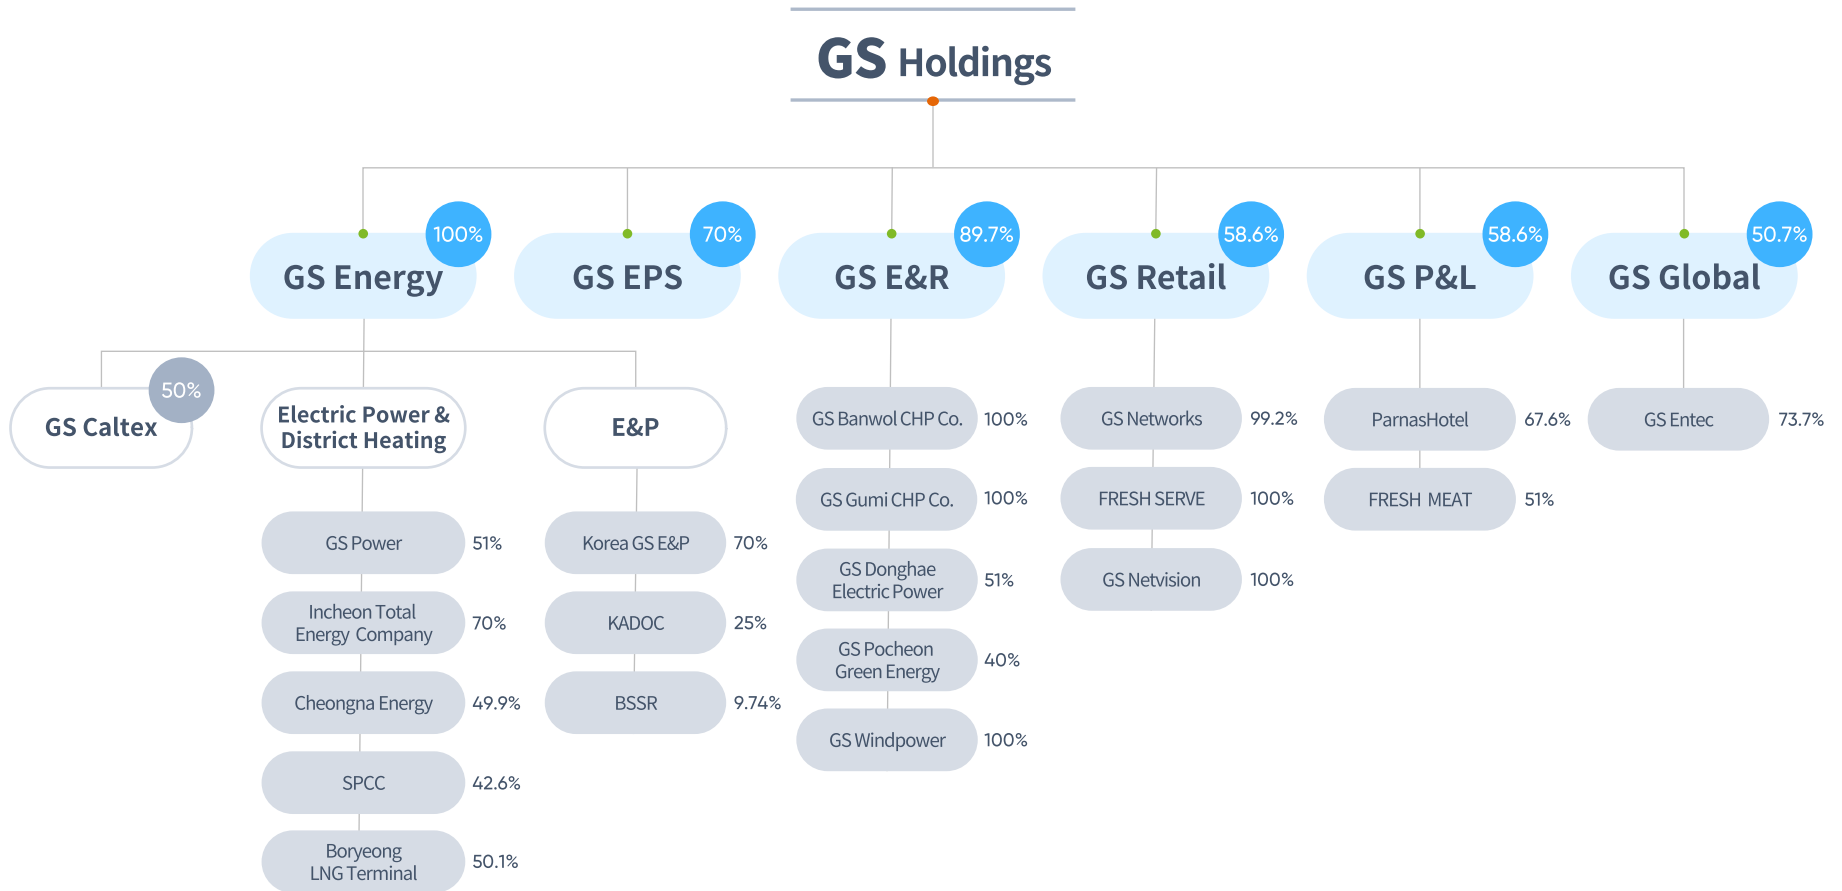 GS Holdings
100%
GS Energy
70%
GS EPS
89.7%
GS E&R
58.6%
GS Retail
58.6%
GS P&L
50.7%
GS Global
50%
GS Caltex
Electric Power &
District Heating
GS Power 51%
Incheon Total
Energy Company
70%
Cheongna Energy 49.9%
SPCC 42.6%
Boryeong
LNG Terminal
50.1%
E&P
Korea GS E&P 70%
KADOC 25%
BSSR 9.74%
GS Banwol CHP Co. 100%
GS Gumi CHP Co. 100%
GS Donghae
Electric Power
51%
GS Pocheon
Green Energy
40%
GS Windpower 100%
GS Networks 99.2%
FRESH SERVE 100%
GS Netvision 100%
ParnasHotel 67.6%
FRESH MEAT 51%
GS Entec 73.7%